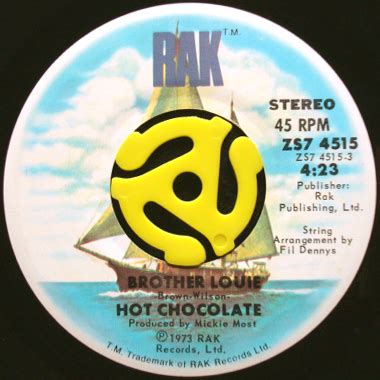 RAK T.M.
STEREO
45 RPM
ZS7 4515
ZS7 4515-3
4:23
Publisher:
Rak
Publishing, Ltd.
String
Arrangement by
Fil Dennys
BROTHER LOUIE
-Brown-Wilson-
HOT CHOCOLATE
Produced by Mickie Most
℗1973 RAK
Records, Ltd.
T.M. Trademark of RAK Records Ltd.